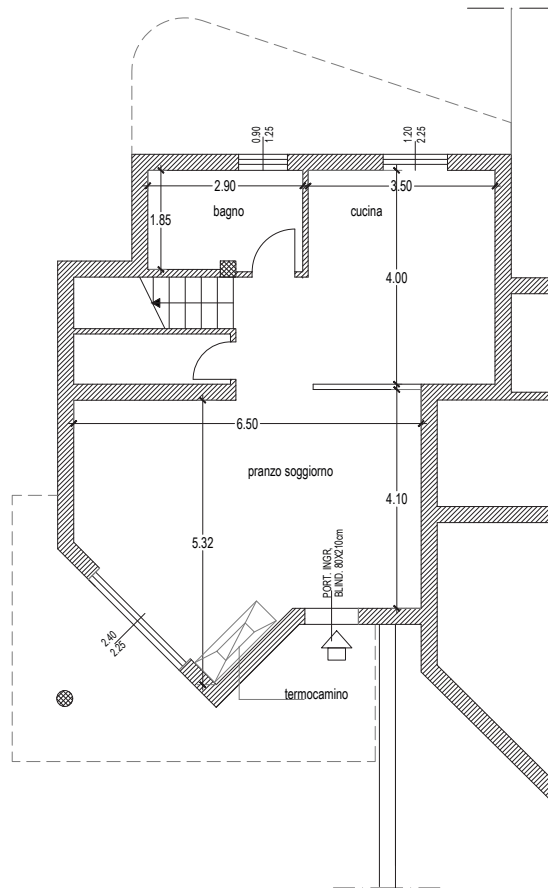 0.90
1.25
1.20
2.25
2.90
3.50
bagno
cucina
1.85
4.00
6.50
pranzo soggiorno
4.10
5.32
PORT. INGR.
BLIND. 80X210cm
2.40
2.25
termocamino